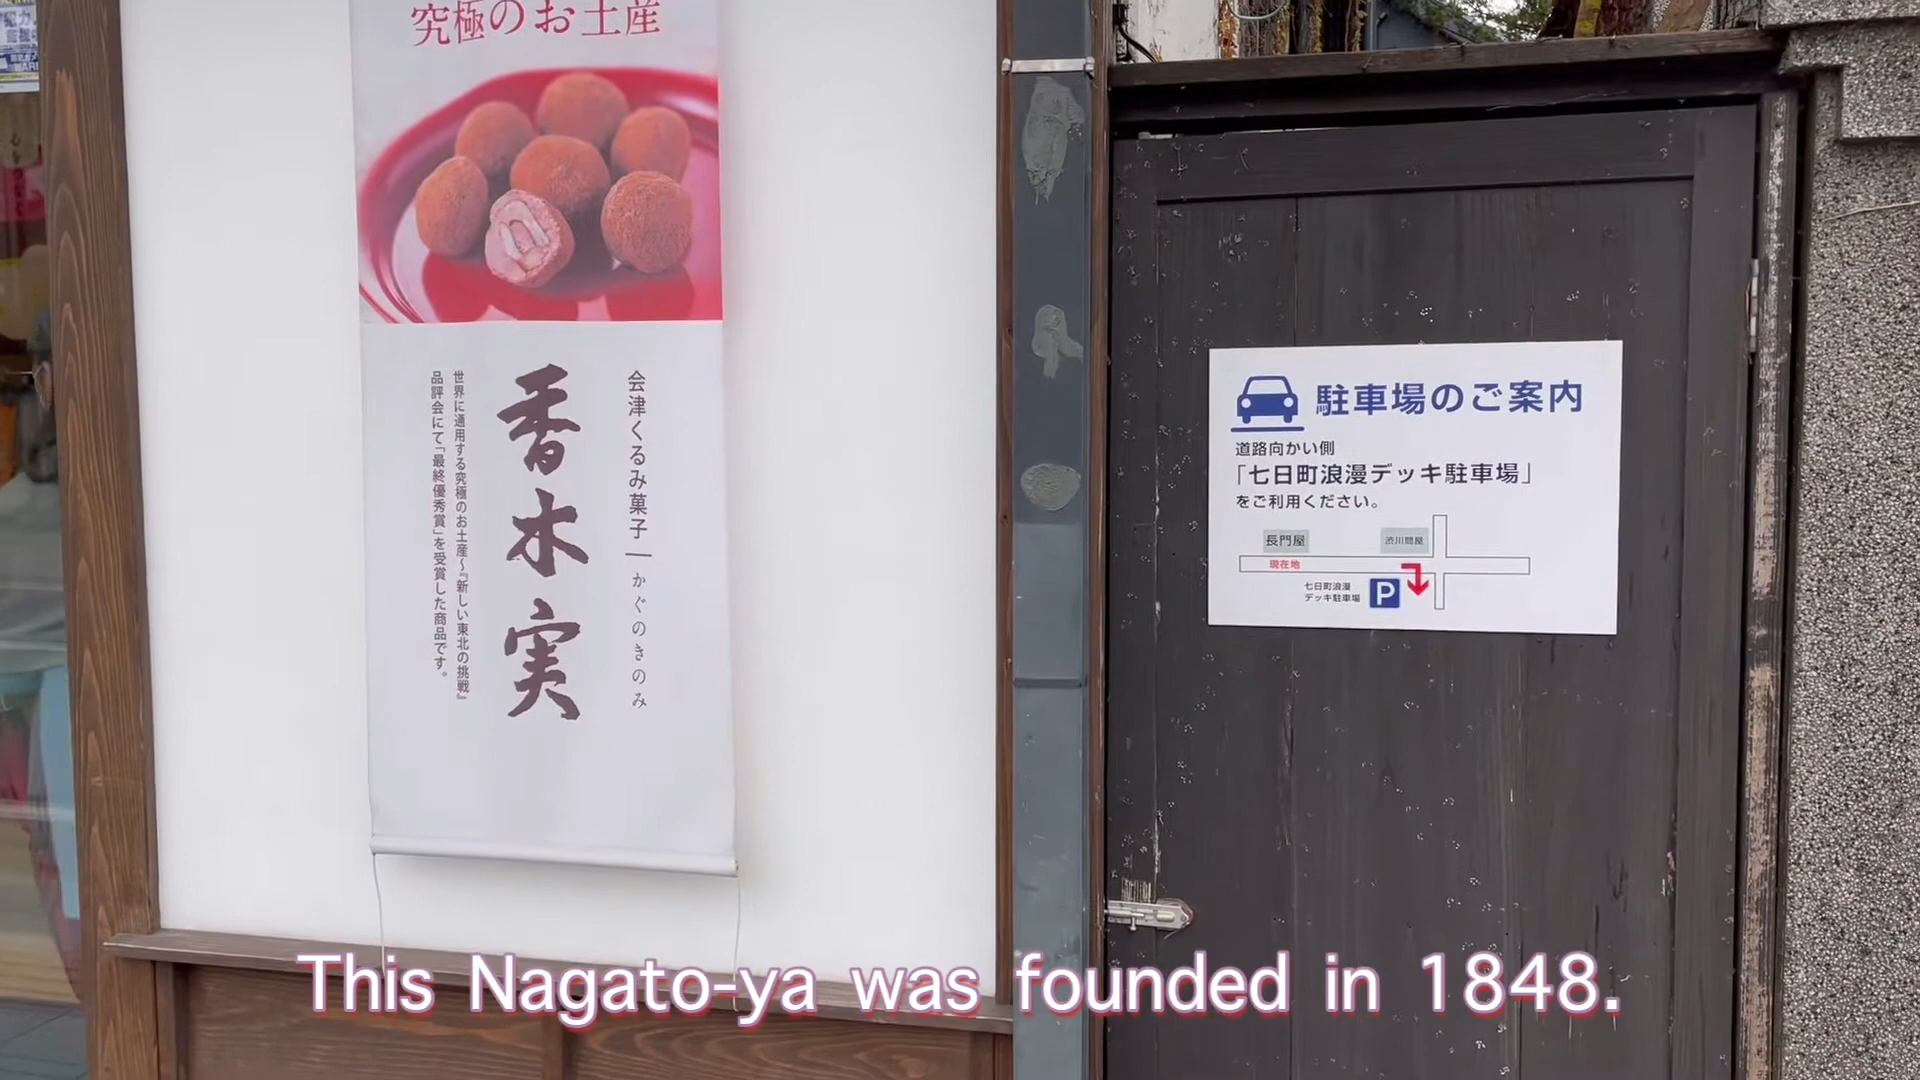 究極のお土産
会津くるみ菓子―かぐのきのみ
香木実
世界に通用する究極のお土産～『新しい東北の挑戦』
品評会にて「最終優秀賞」を受賞した商品です。
駐車場のご案内
道路向かい側
「七日町浪漫デッキ駐車場」
をご利用ください。
長門屋
渋川問屋
現在地
七日町浪漫
デッキ駐車場
P
This Nagato-ya was founded in 1848.